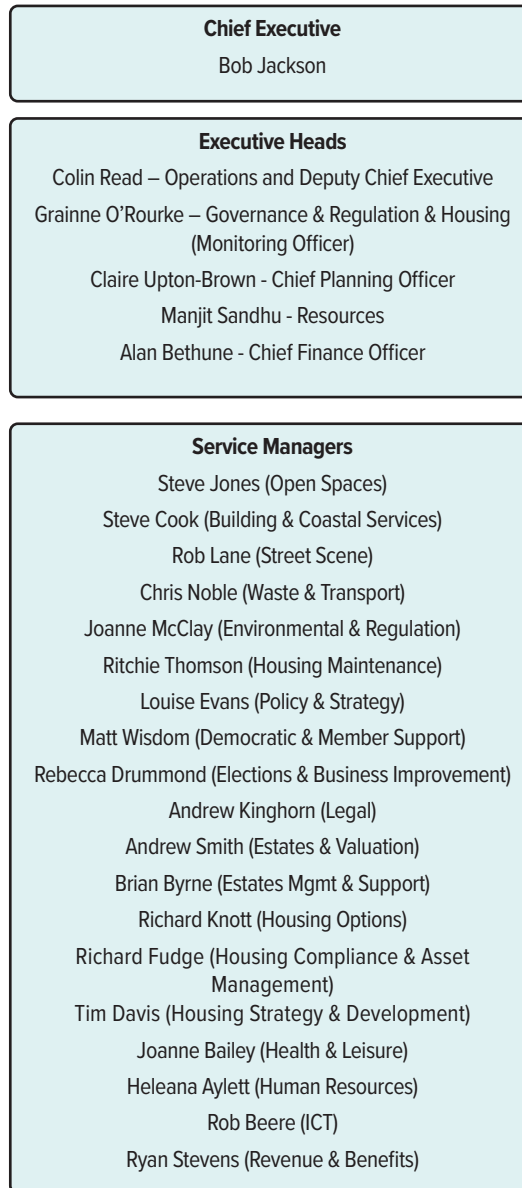 Chief Executive
Bob Jackson
Executive Heads
Colin Read – Operations and Deputy Chief Executive
Grainne O'Rourke – Governance & Regulation & Housing
(Monitoring Officer)
Claire Upton-Brown - Chief Planning Officer
Manjit Sandhu - Resources
Alan Bethune - Chief Finance Officer
Service Managers
Steve Jones (Open Spaces)
Steve Cook (Building & Coastal Services)
Rob Lane (Street Scene)
Chris Noble (Waste & Transport)
Joanne McClay (Environmental & Regulation)
Ritchie Thomson (Housing Maintenance)
Louise Evans (Policy & Strategy)
Matt Wisdom (Democratic & Member Support)
Rebecca Drummond (Elections & Business Improvement)
Andrew Kinghorn (Legal)
Andrew Smith (Estates & Valuation)
Brian Byrne (Estates Mgmt & Support)
Richard Knott (Housing Options)
Richard Fudge (Housing Compliance & Asset
Management)
Tim Davis (Housing Strategy & Development)
Joanne Bailey (Health & Leisure)
Heleana Aylett (Human Resources)
Rob Beere (ICT)
Ryan Stevens (Revenue & Benefits)